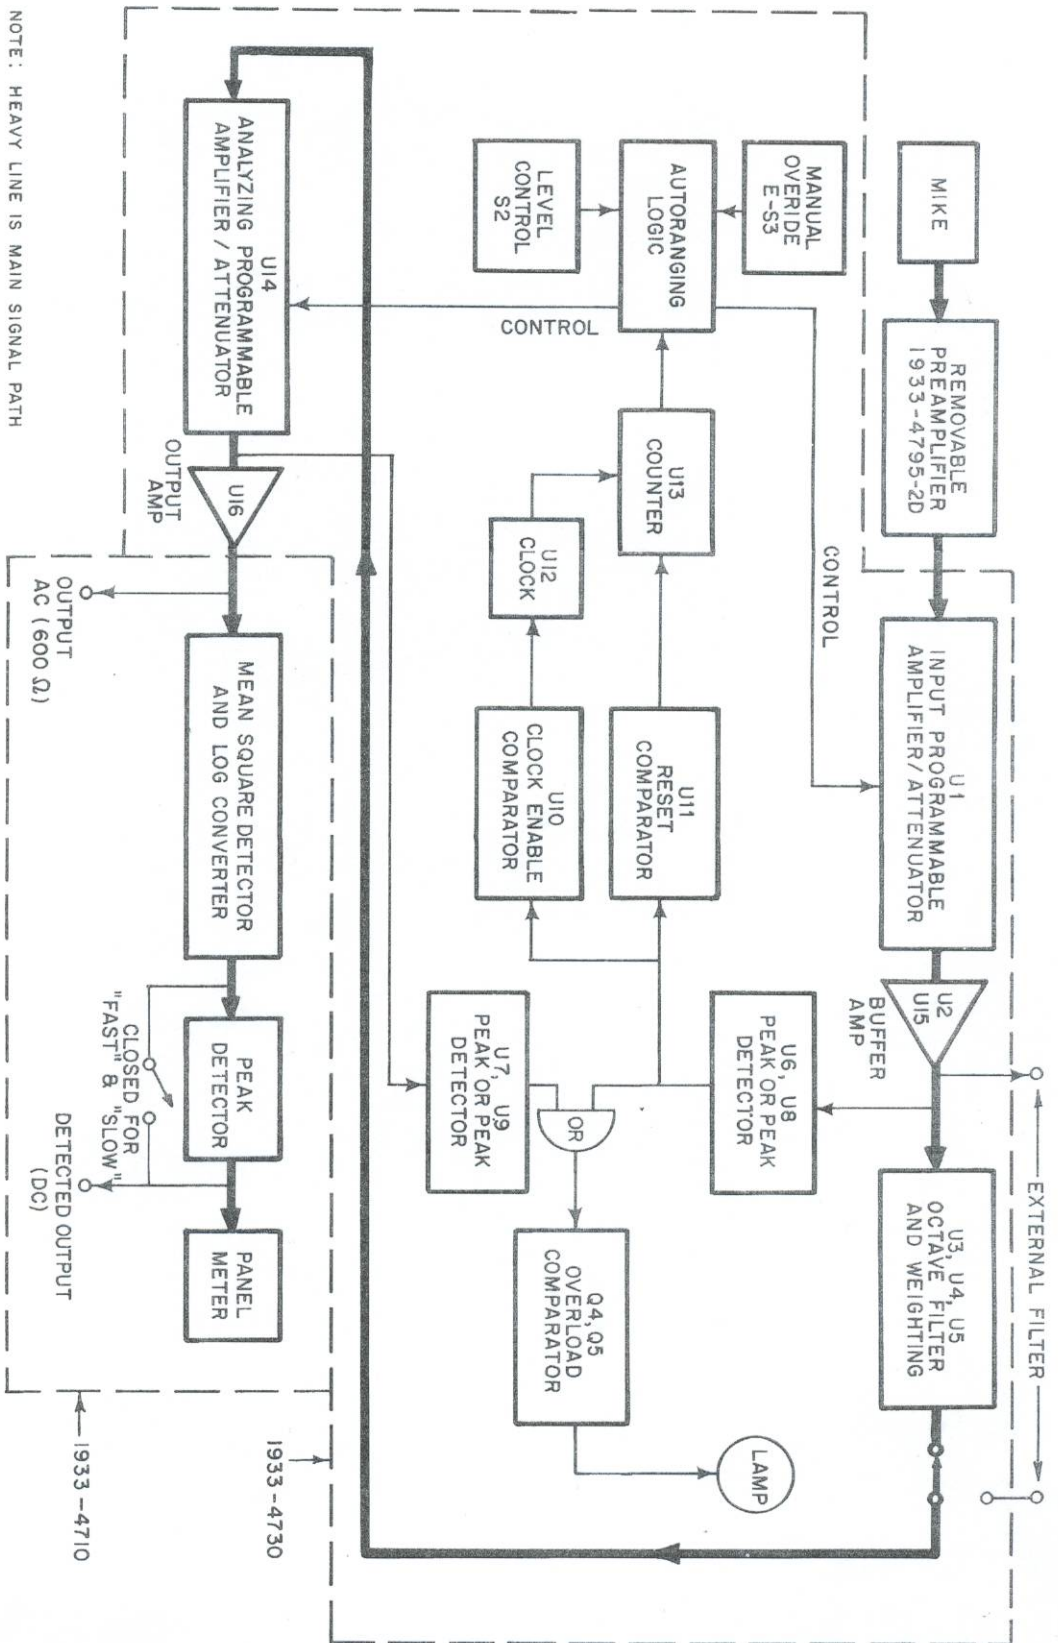 EXTERNAL FILTER
MIKE
REMOVABLE
PREAMPLIFIER
1933-4795-2D
U1
INPUT PROGRAMMABLE
AMPLIFIER/ATTENUATOR
U2
U15
BUFFER
AMP
U3, U4, U5
OCTAVE FILTER
AND WEIGHTING
MANUAL
OVERIDE
E-S3
CONTROL
U6, U8
PEAK OR PEAK
DETECTOR
LAMP
AUTORANGING
LOGIC
U13
COUNTER
U11
RESET
COMPARATOR
OR
Q4, Q5
OVERLOAD
COMPARATOR
LEVEL
CONTROL
S2
CONTROL
U12
CLOCK
U10
CLOCK ENABLE
COMPARATOR
U7, U9
PEAK OR PEAK
DETECTOR
U14
ANALYZING PROGRAMMABLE
AMPLIFIER / ATTENUATOR
U16
OUTPUT
AMP
1933-4730
MEAN SQUARE DETECTOR
AND LOG CONVERTER
PEAK
DETECTOR
PANEL
METER
CLOSED FOR
"FAST" & "SLOW"
OUTPUT
AC (600 Ω)
DETECTED OUTPUT
(DC)
1933-4710
NOTE: HEAVY LINE IS MAIN SIGNAL PATH